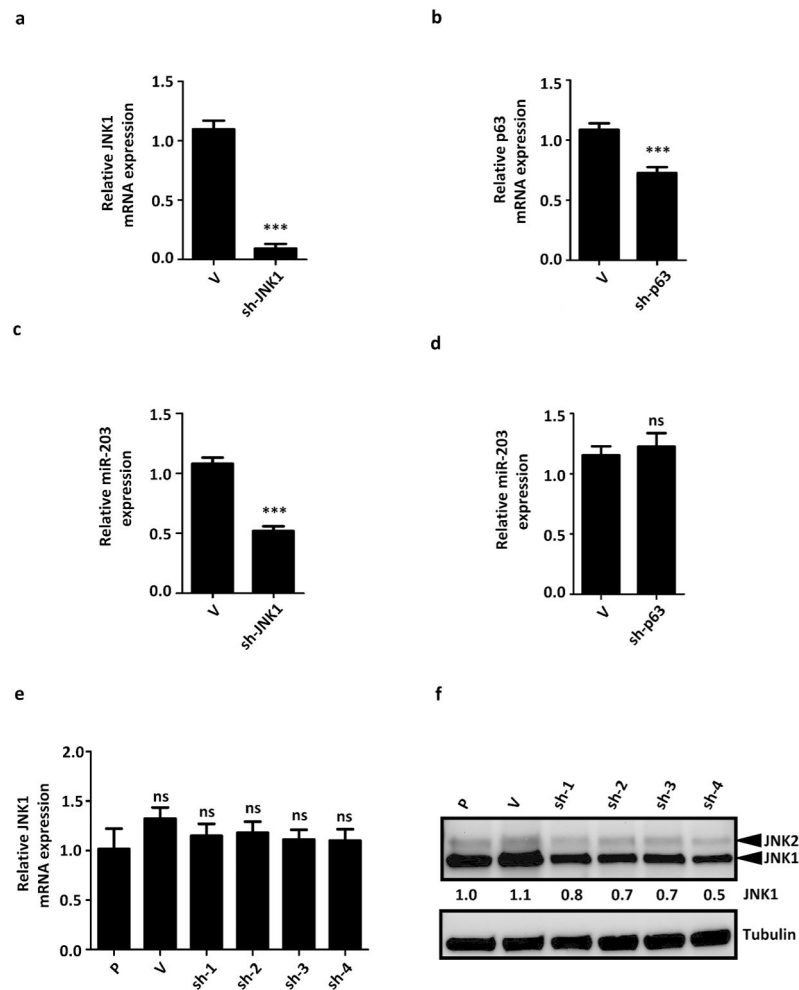 a
Relative JNK1
mRNA expression
1.5
1.0
0.5
0.0
***
V
sh-JNK1
b
Relative p63
mRNA expression
1.5
1.0
0.5
0.0
***
V
sh-p63
c
Relative miR-203
expression
1.5
1.0
0.5
0.0
***
V
sh-JNK1
d
Relative miR-203
expression
1.5
1.0
0.5
0.0
ns
V
sh-p63
e
Relative JNK1
mRNA expression
2.0
1.5
1.0
0.5
0.0
ns
ns
ns
ns
ns
P
V
sh-1
sh-2
sh-3
sh-4
f
P
V
sh-1
sh-2
sh-3
sh-4
JNK2
JNK1
1.0 1.1 0.8 0.7 0.7 0.5 JNK1
Tubulin